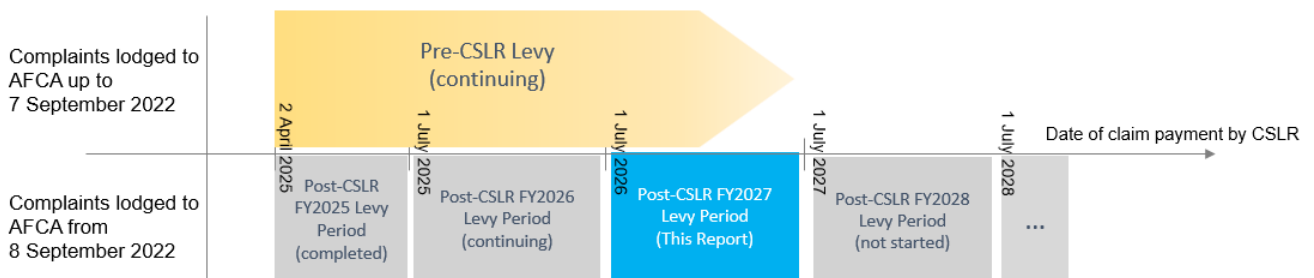 Complaints lodged to
AFCA up to
7 September 2022
Pre-CSLR Levy
(continuing)
2 April 2025
1 July 2025
1 July 2026
1 July 2027
1 July 2028
Date of claim payment by CSLR
Complaints lodged to
AFCA from
8 September 2022
Post-CSLR
FY2025 Levy
Period
(completed)
Post-CSLR FY2026
Levy Period
(continuing)
Post-CSLR FY2027
Levy Period
(This Report)
Post-CSLR FY2028
Levy Period
(not started)
...